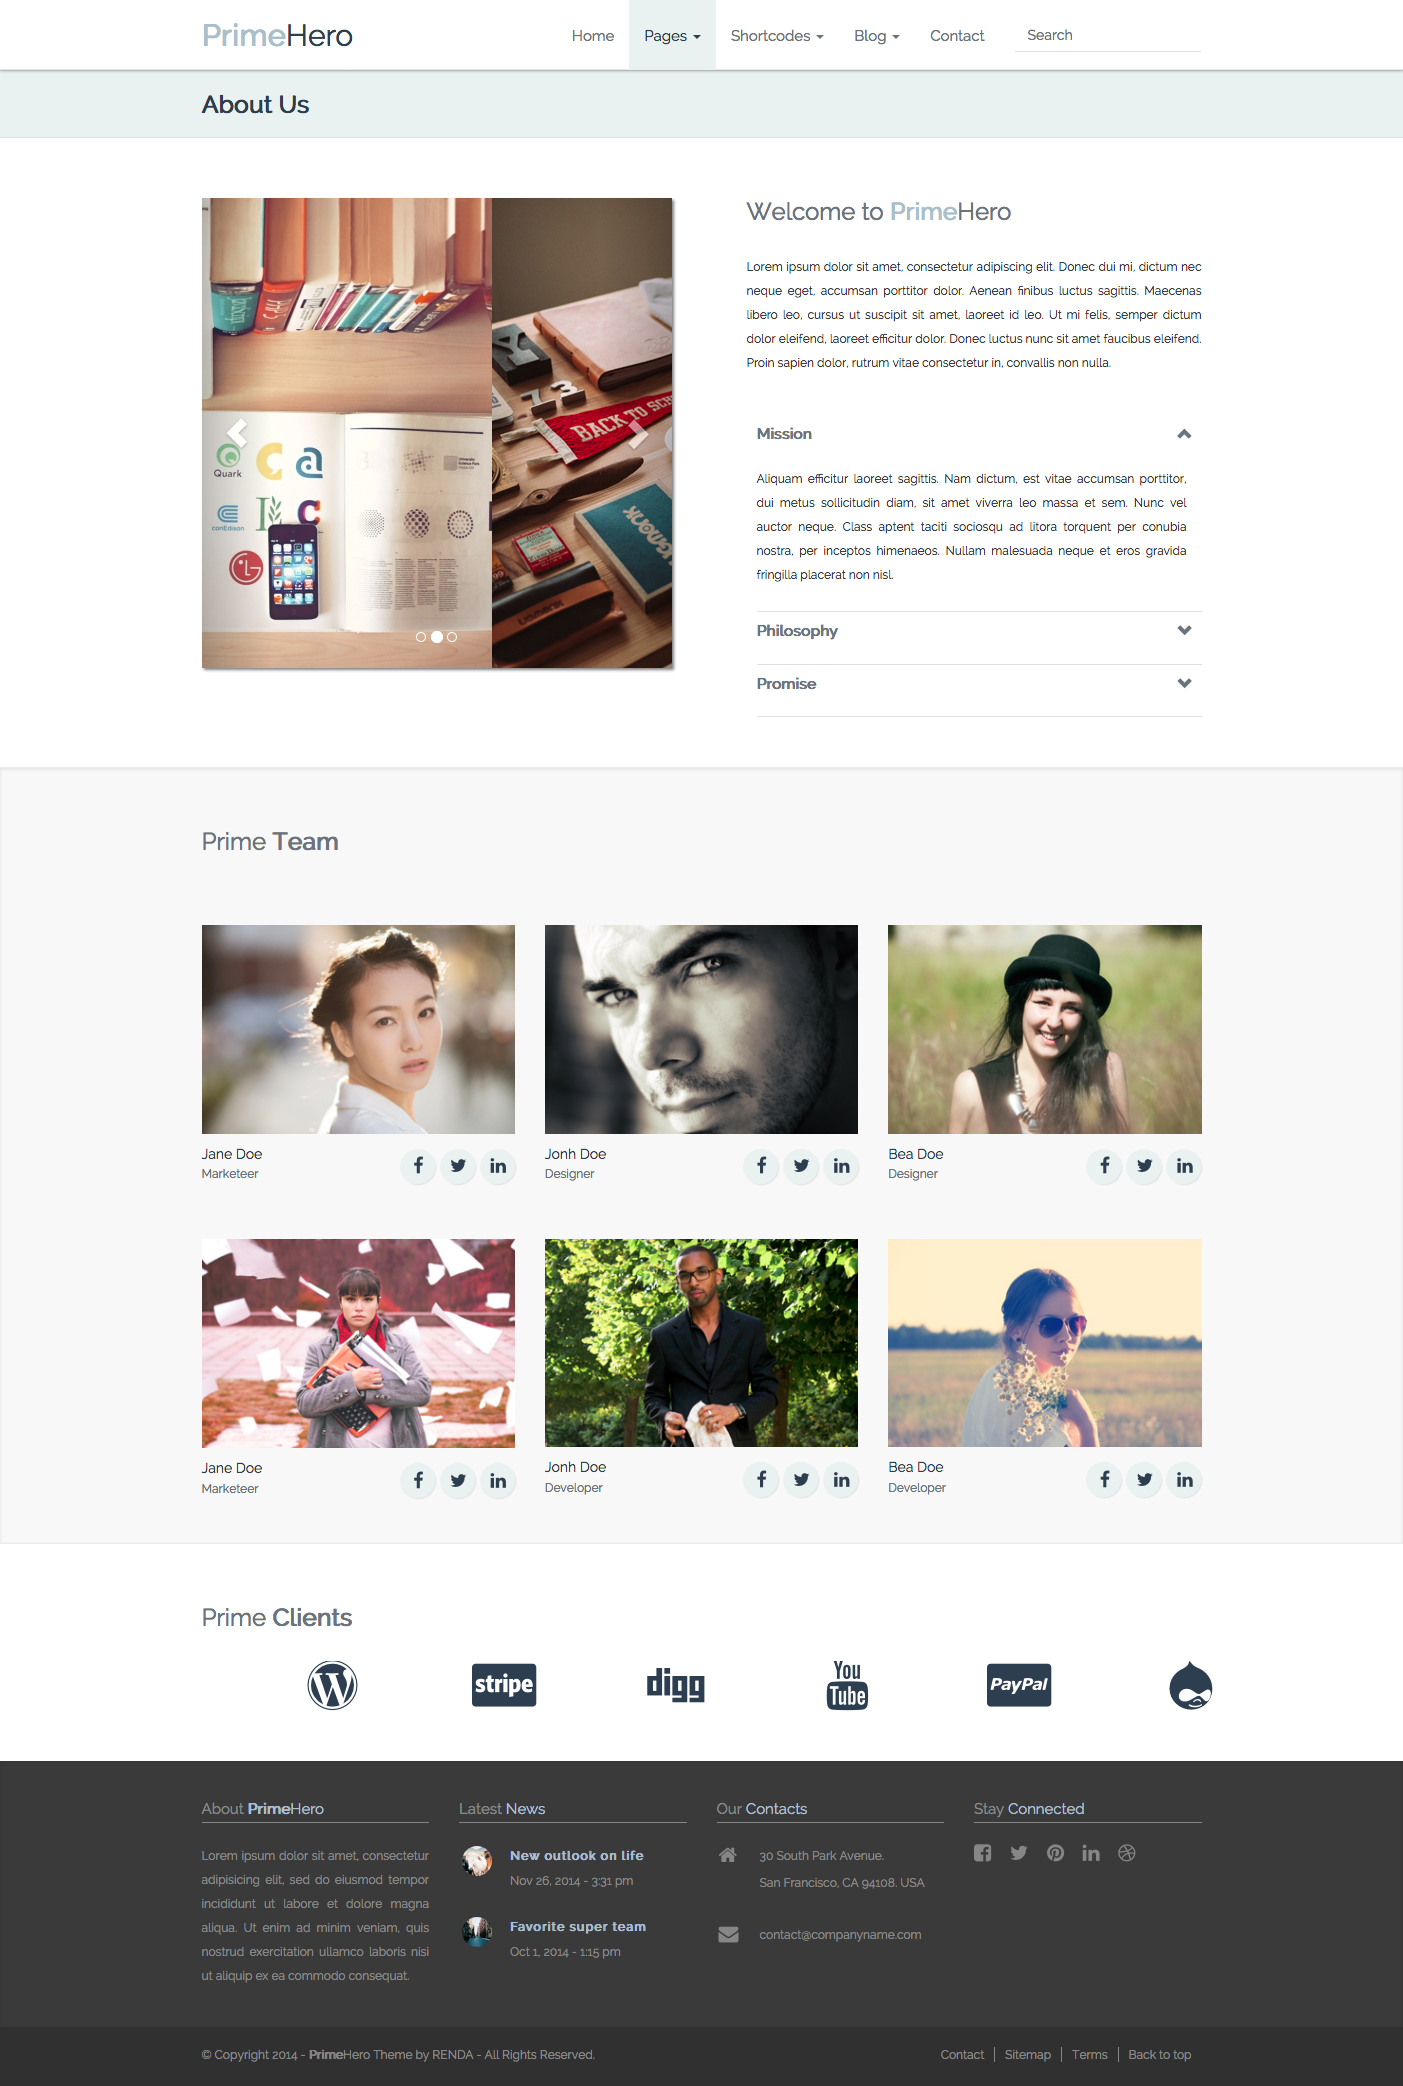 PrimeHero
Home
Pages
Shortcodes
Blog
Contact
Search
About Us
Y
73
BACK TO SCH
Quark
C a
conEdison
C
LG
University
Science Park
Welcome to PrimeHero
Lorem ipsum dolor sit amet, consectetur adipiscing elit. Donec dui mi, dictum nec
neque eget, accumsan porttitor dolor. Aenean finibus luctus sagittis. Maecenas
libero leo, cursus ut suscipit sit amet, laoreet id leo. Ut mi felis, semper dictum
dolor eleifend, laoreet efficitur dolor. Donec luctus nunc sit amet faucibus eleifend.
Proin sapien dolor, rutrum vitae consectetur in, convallis non nulla.
Mission
Aliquam efficitur laoreet sagittis. Nam dictum, est vitae accumsan porttitor,
dui metus sollicitudin diam, sit amet viverra leo massa et sem. Nunc vel
auctor neque. Class aptent taciti sociosqu ad litora torquent per conubia
nostra, per inceptos himenaeos. Nullam malesuada neque et eros gravida
fringilla placerat non nisl.
Philosophy
Promise
Prime Team
Jane Doe
Marketeer
Jonh Doe
Designer
Bea Doe
Designer
Jane Doe
Marketeer
Jonh Doe
Developer
Bea Doe
Developer
Prime Clients
stripe
digg
You
Tube
PayPal
About PrimeHero
Lorem ipsum dolor sit amet, consectetur
adipisicing elit, sed do eiusmod tempor
incididunt ut labore et dolore magna
aliqua. Ut enim ad minim veniam, quis
nostrud exercitation ullamco laboris nisi
ut aliquip ex ea commodo consequat.
Latest News
New outlook on life
Nov 26, 2014 - 3:31 pm
Favorite super team
Oct 1, 2014 - 1:15 pm
Our Contacts
30 South Park Avenue.
San Francisco, CA 94108. USA
contact@companyname.com
Stay Connected
© Copyright 2014 - PrimeHero Theme by RENDA - All Rights Reserved.
Contact
Sitemap
Terms
Back to top